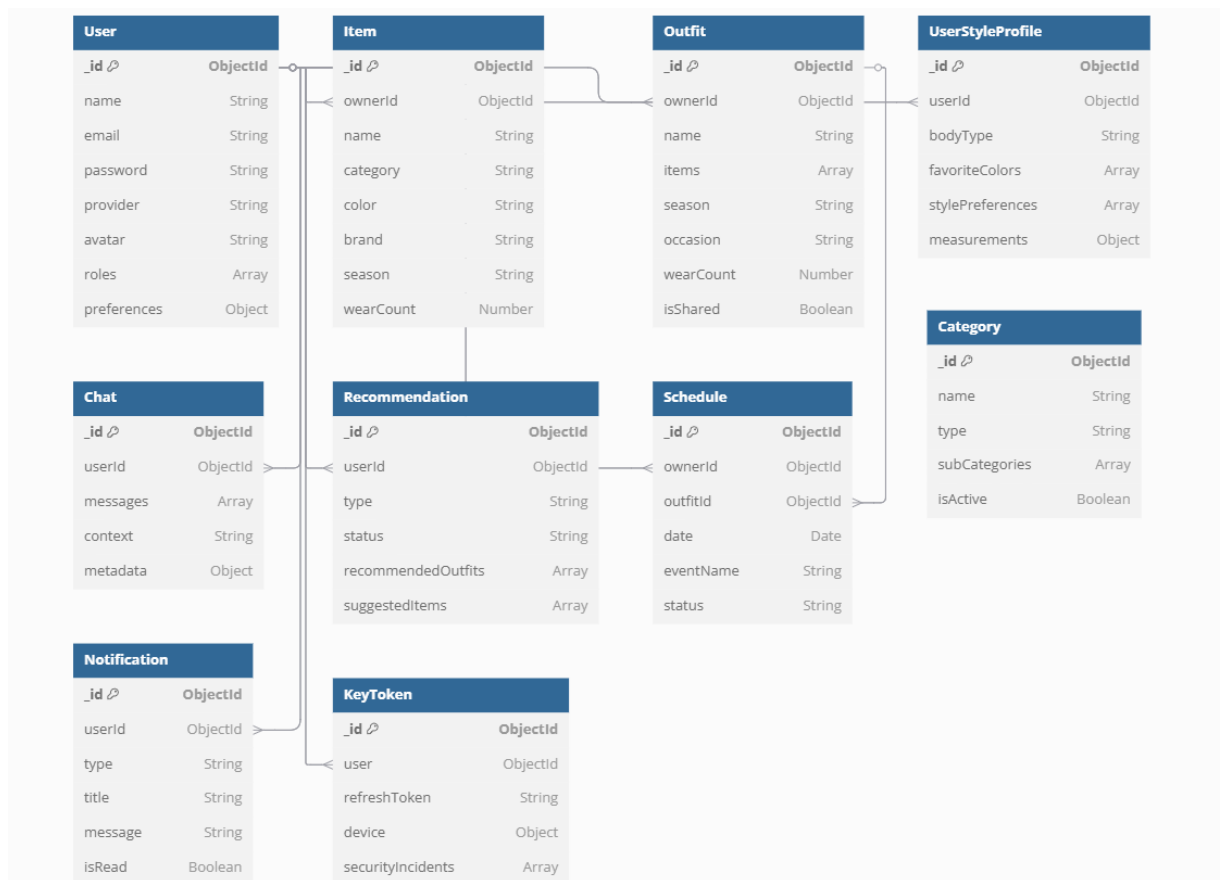 User
_id ObjectId
name String
email String
password String
provider String
avatar String
roles Array
preferences Object
Item
_id ObjectId
ownerId ObjectId
name String
category String
color String
brand String
season String
wearCount Number
Outfit
_id ObjectId
ownerId ObjectId
name String
items Array
season String
occasion String
wearCount Number
isShared Boolean
UserStyleProfile
_id ObjectId
userId ObjectId
bodyType String
favoriteColors Array
stylePreferences Array
measurements Object
Category
_id ObjectId
name String
type String
subCategories Array
isActive Boolean
Chat
_id ObjectId
userId ObjectId
messages Array
context String
metadata Object
Recommendation
_id ObjectId
userId ObjectId
type String
status String
recommendedOutfits Array
suggestedItems Array
Schedule
_id ObjectId
ownerId ObjectId
outfitId ObjectId
date Date
eventName String
status String
Notification
_id ObjectId
userId ObjectId
type String
title String
message String
isRead Boolean
KeyToken
_id ObjectId
user ObjectId
refreshToken String
device Object
securityIncidents Array